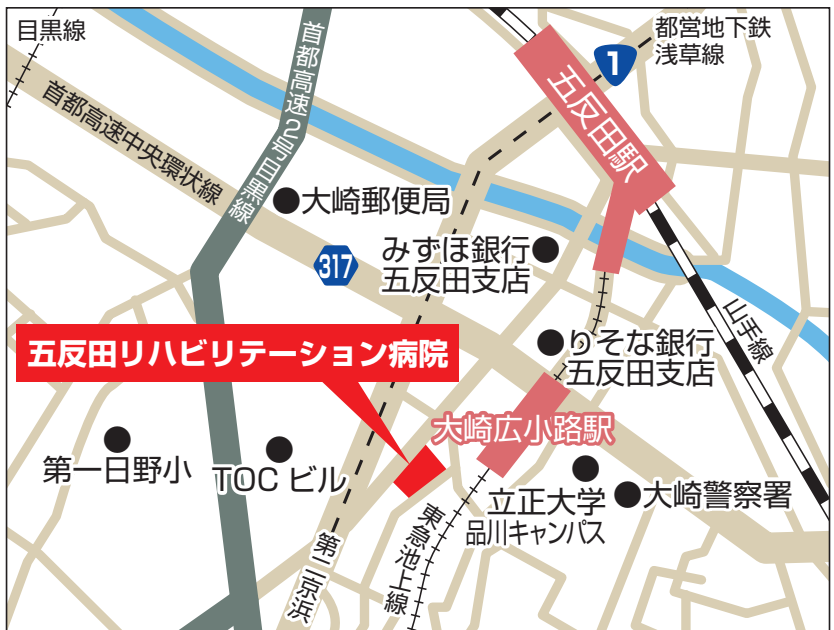 目黒線
首都高速中央環状線
首都高速2号目黒線
都営地下鉄
浅草線
1
五反田駅
大崎郵便局
みずほ銀行
五反田支店
317
山手線
りそな銀行
五反田支店
五反田リハビリテーション病院
大崎広小路駅
第一日野小
TOC ビル
立正大学
品川キャンパス
大崎警察署
東急池上線
第二京浜